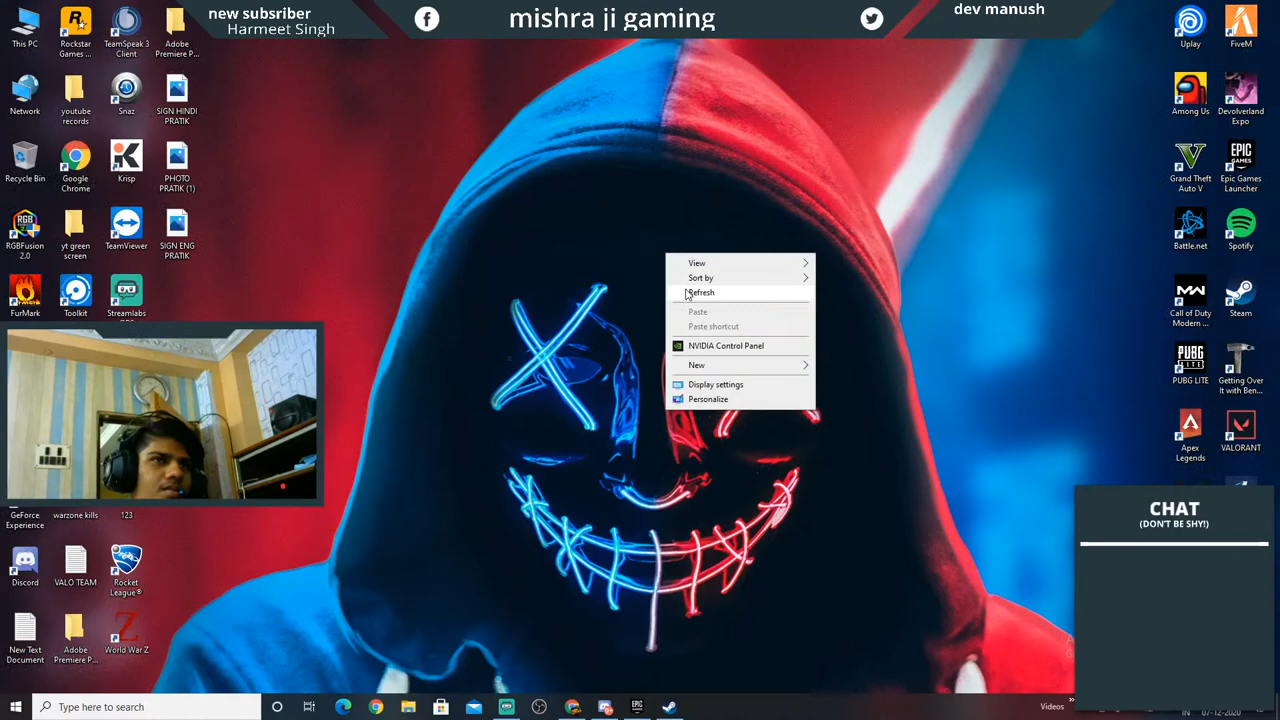 new subsriber
Harmeet Singh
mishra ji gaming
dev manush
This PC
Rockstar
Games ...
TeamSpeak 3
Client
Adobe
Premiere P...
Network
youtube
records
Snaz
SIGN HINDI
PRATIK
Recycle Bin
Google
Chrome
Krisp
PHOTO
PRATIK (1)
RGBFusion
2.0
yt green
screen
TeamViewer
SIGN ENG
PRATIK
FurMark
Toolkit
Streamlabs
GeForce
Experience
warzone kills
123
Discord
VALO TEAM
Rocket
League®
New Text
Document
Adobe
Premiere P...
World War Z
View
Sort by
Refresh
Paste
Paste shortcut
NVIDIA Control Panel
New
Display settings
Personalize
Uplay
FiveM
Among Us
Devolverland
Expo
Grand Theft
Auto V
Epic Games
Launcher
Battle.net
Spotify
Call of Duty
Modern ...
Steam
PUBG LITE
Getting Over
It with Ben...
Apex
Legends
VALORANT
CHAT
(DON'T BE SHY!)
Type here to search
Videos
IN
07-12-2020